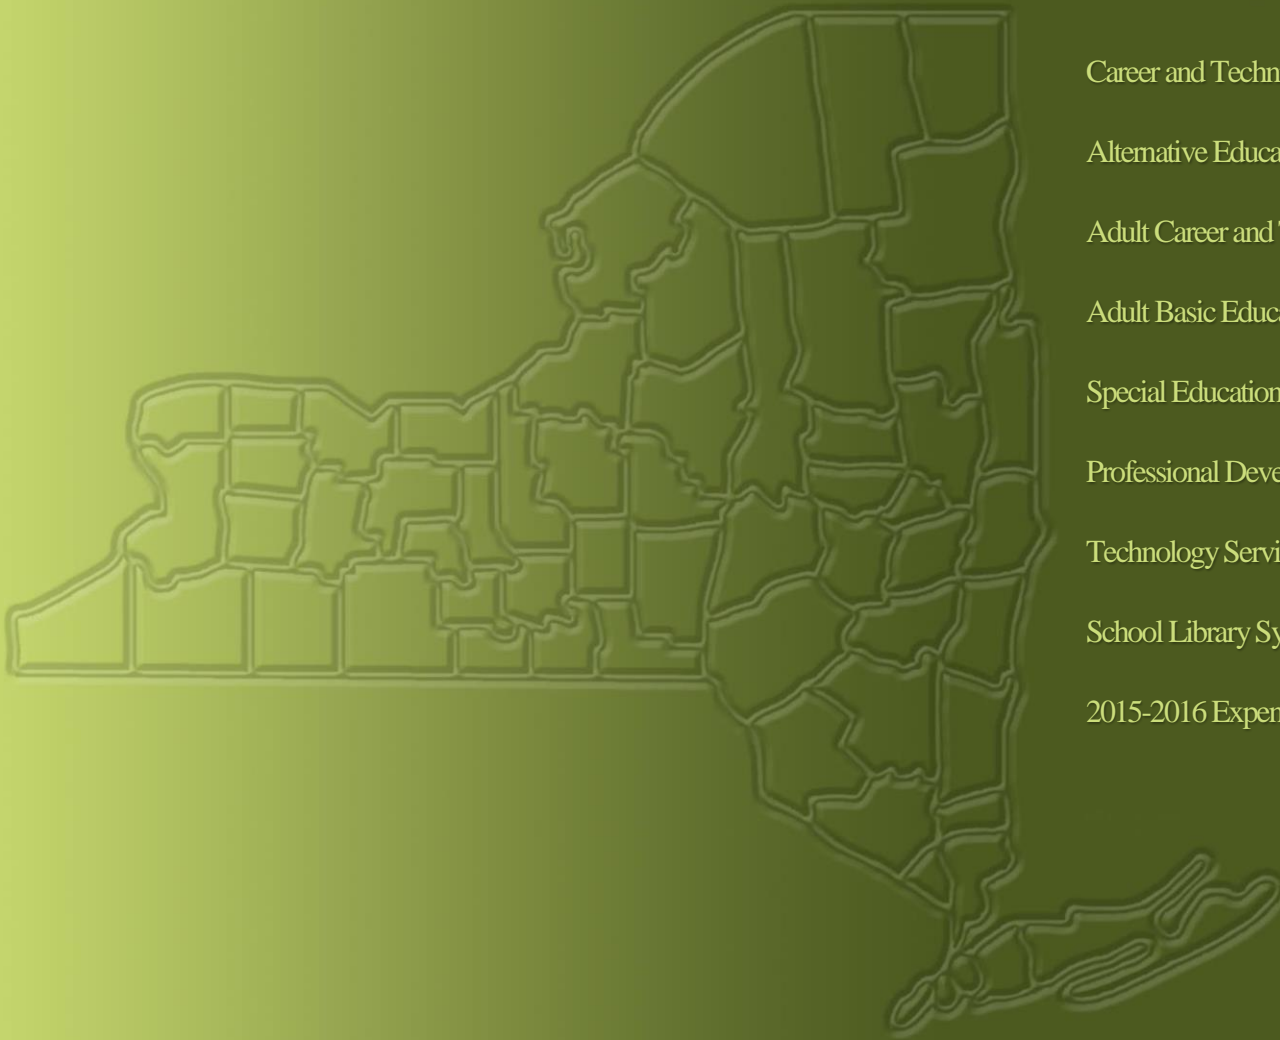 Career and Techn
Alternative Educa
Adult Career and
Adult Basic Educa
Special Education
Professional Deve
Technology Servi
School Library Sy
2015-2016 Expen